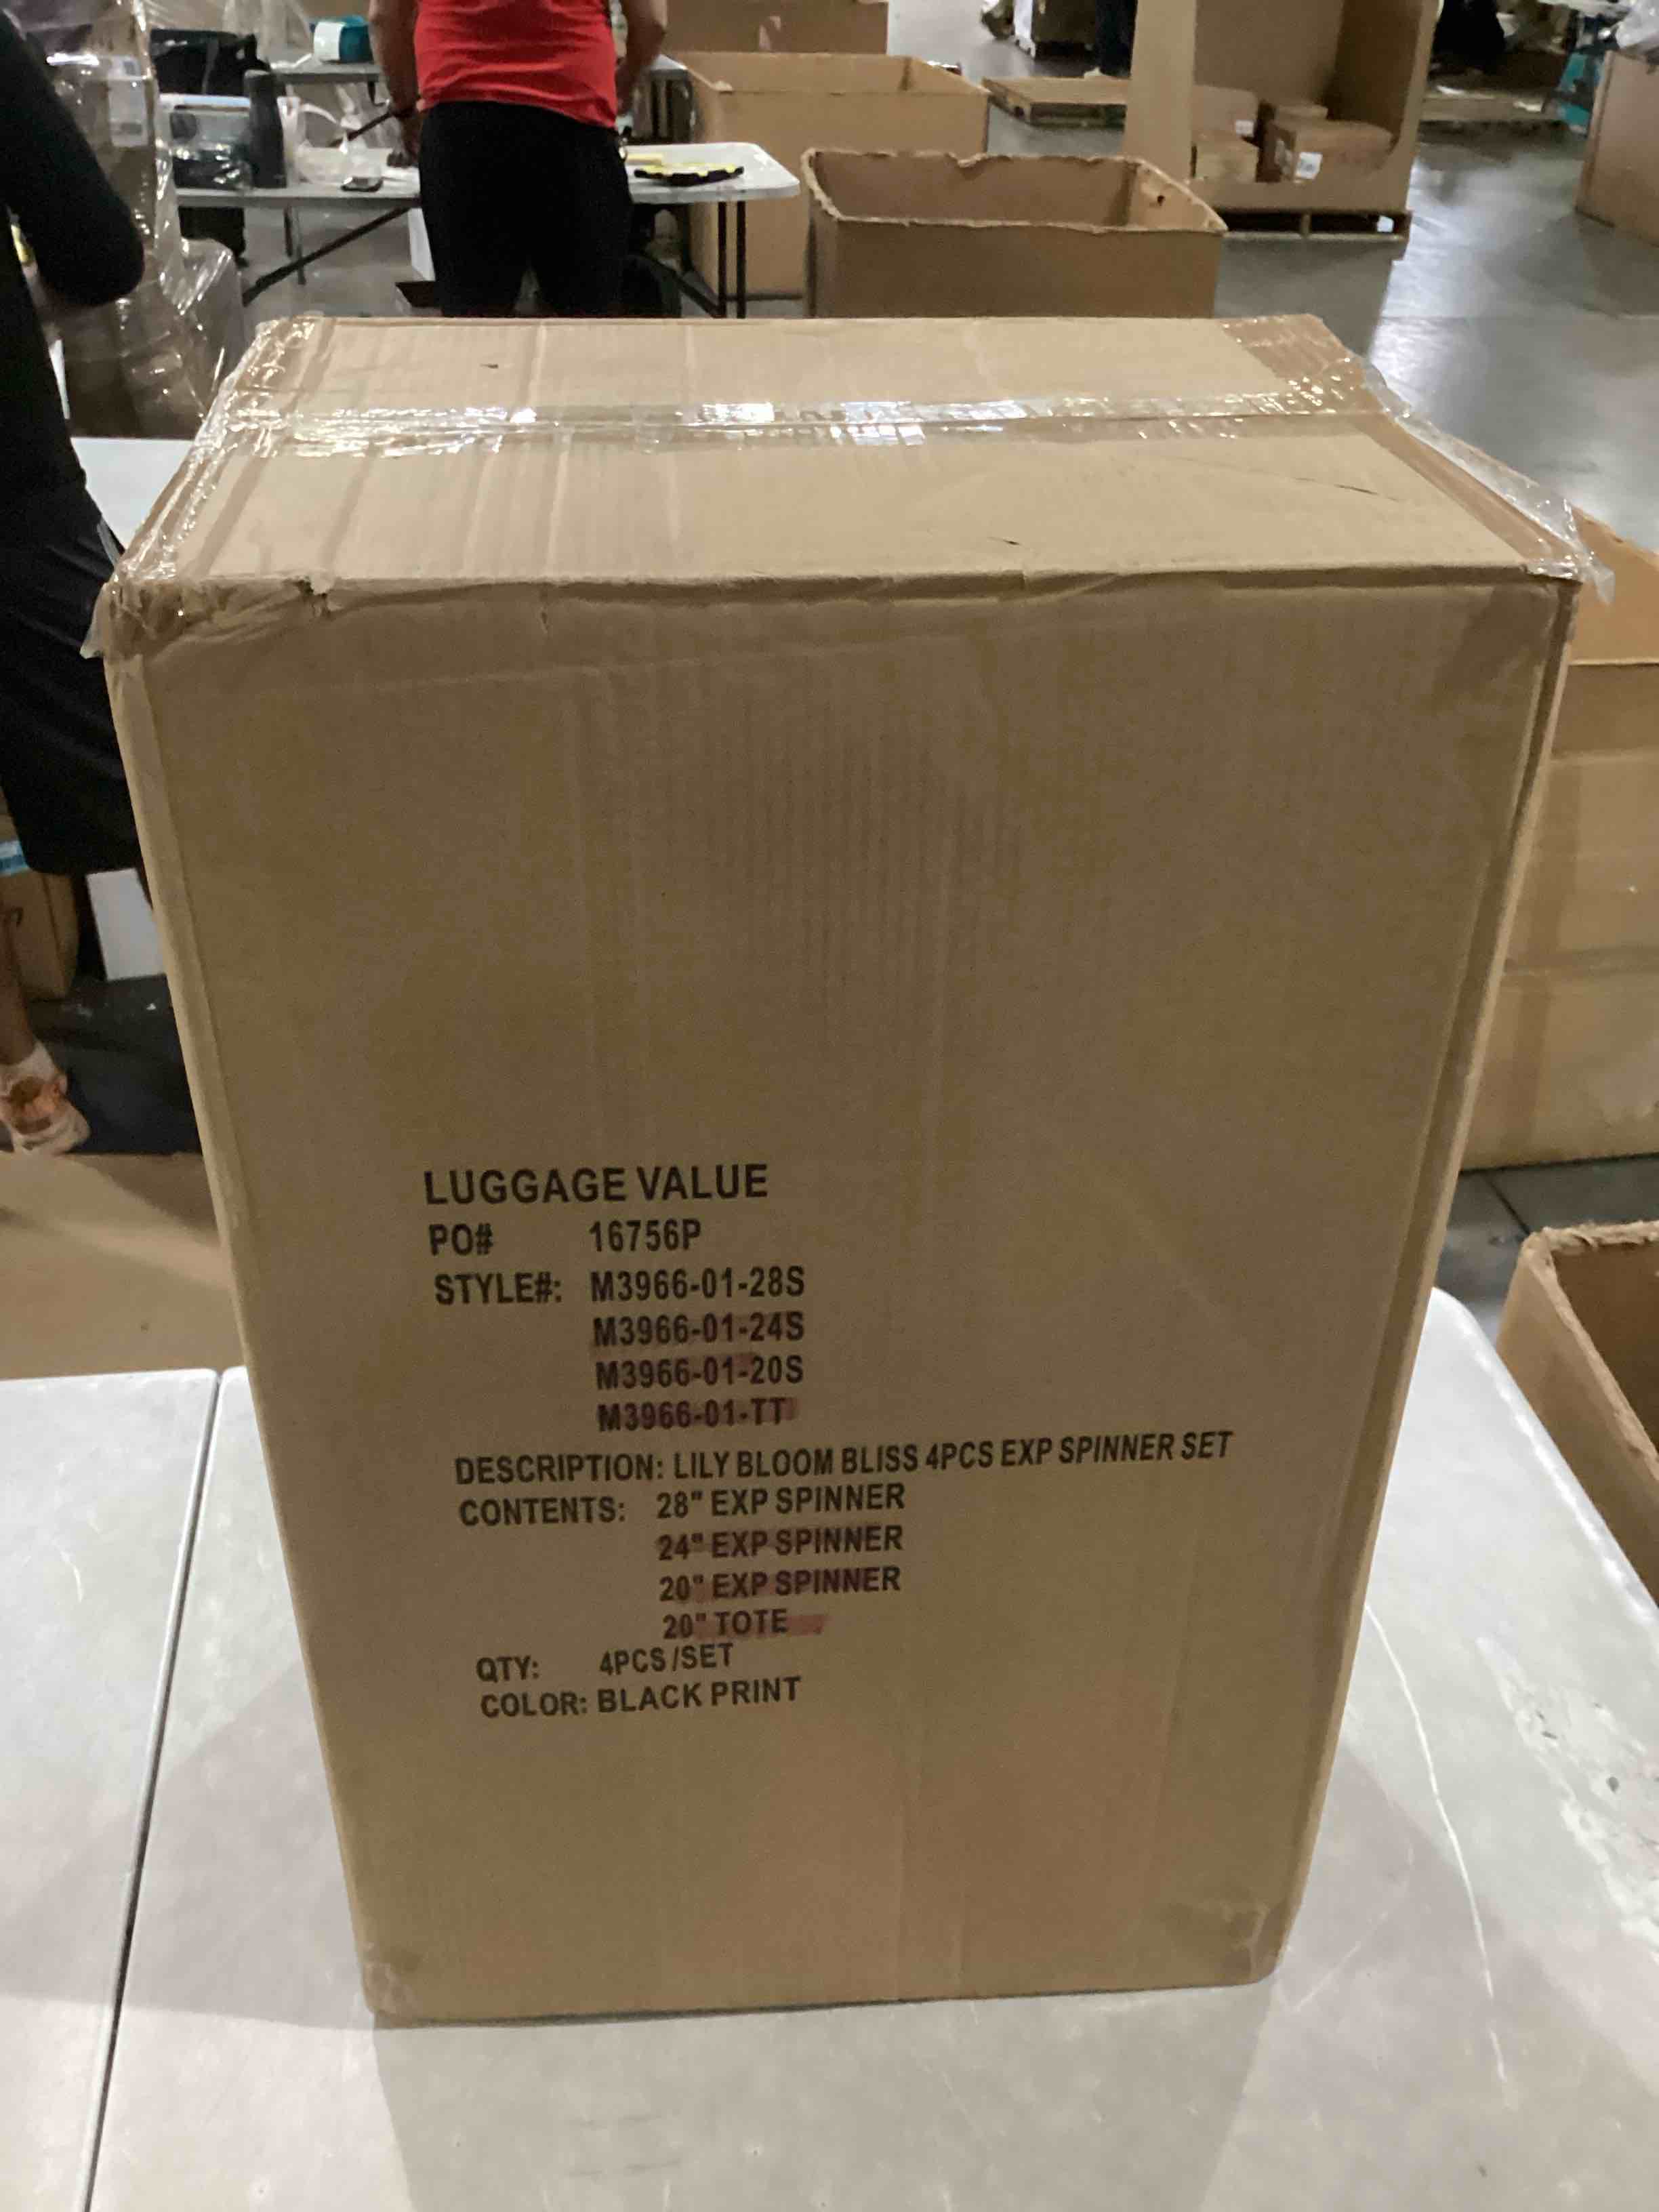 LUGGAGE VALUE
PO# 16756P
STYLE#: M3966-01-28S
M3966-01-24S
M3966-01-20S
M3966-01-TT
DESCRIPTION: LILY BLOOM BLISS 4PCS EXP SPINNER SET
CONTENTS: 28" EXP SPINNER
24" EXP SPINNER
20" EXP SPINNER
20" TOTE
QTY: 4PCS/SET
COLOR: BLACK PRINT